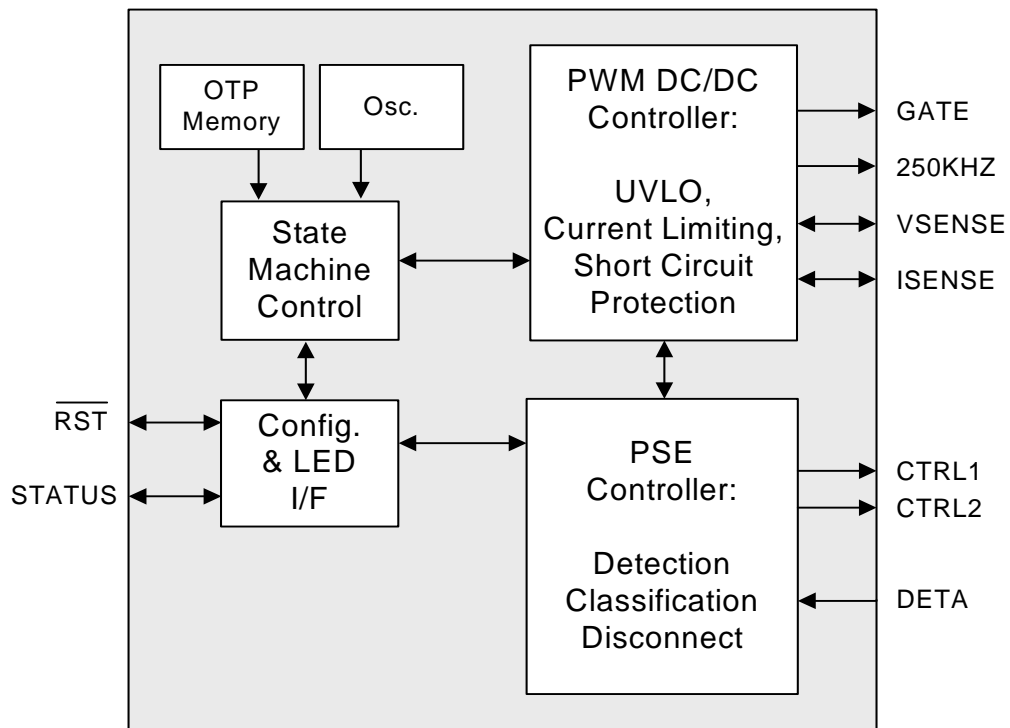 OTP
Memory
Osc.
State
Machine
Control
PWM DC/DC
Controller:
UVLO,
Current Limiting,
Short Circuit
Protection
GATE
250KHZ
VSENSE
ISENSE
RST
STATUS
Config.
& LED
I/F
PSE
Controller:
Detection
Classification
Disconnect
CTRL1
CTRL2
DETA